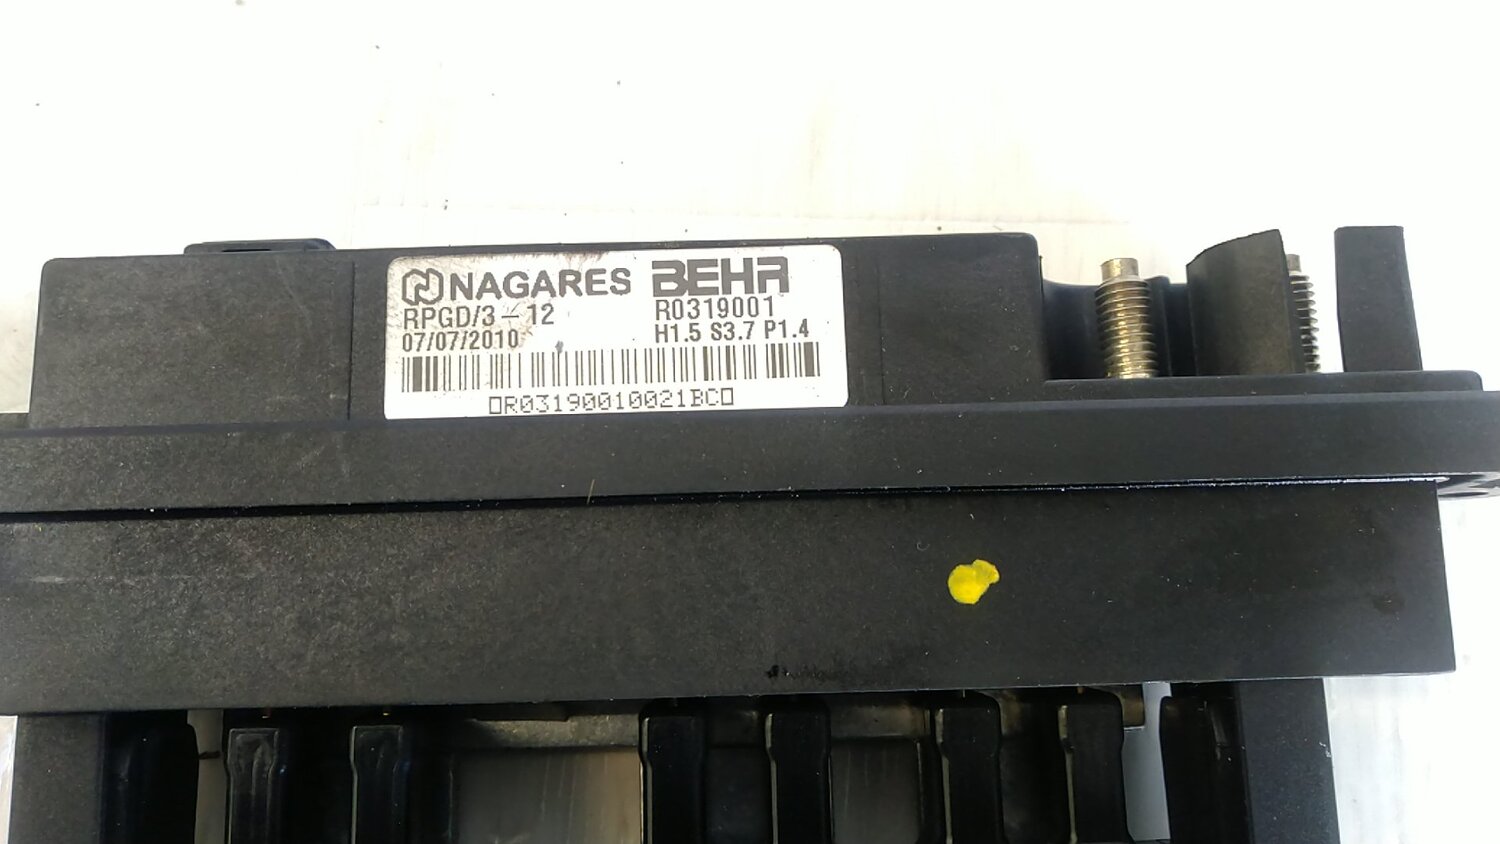 NAGARES BEHR
RPGD/3-12 R0319001
07/07/2010 H1.5 S3.7 P1.4
R03190010021BC